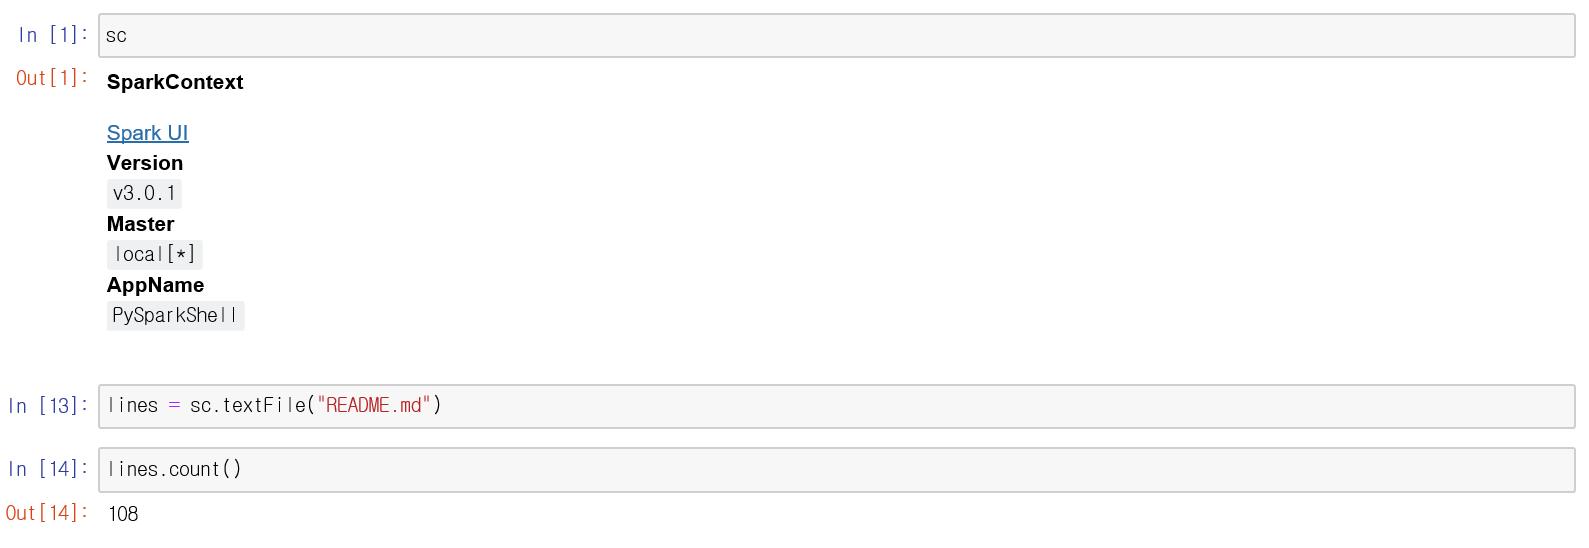 In [1]: sc
Out[1]: SparkContext
Spark UI
Version
v3.0.1
Master
local[*]
AppName
PySparkShell
In [13]: lines = sc.textFile("README.md")
In [14]: lines.count()
Out[14]: 108